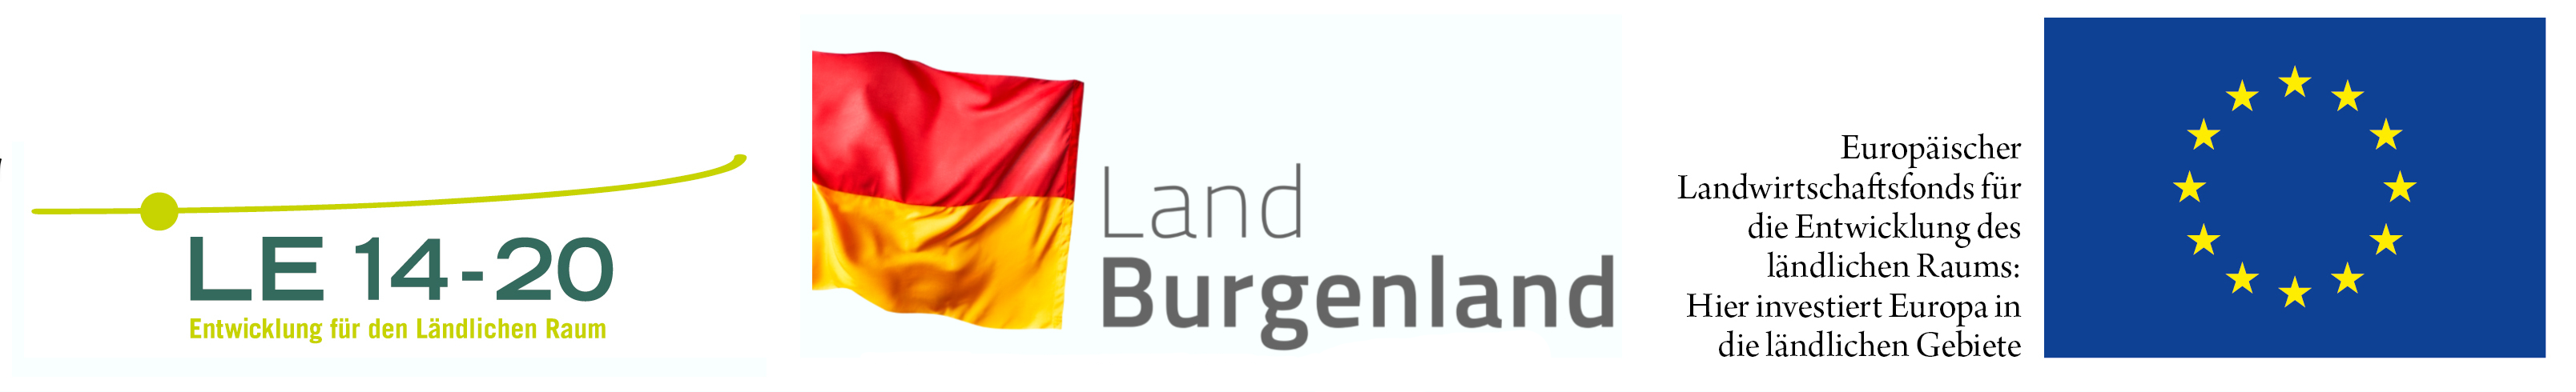 LE 14-20
Entwicklung für den Ländlichen Raum
Land
Burgenland
Europäischer
Landwirtschaftsfonds für
die Entwicklung des
ländlichen Raums:
Hier investiert Europa in
die ländlichen Gebiete